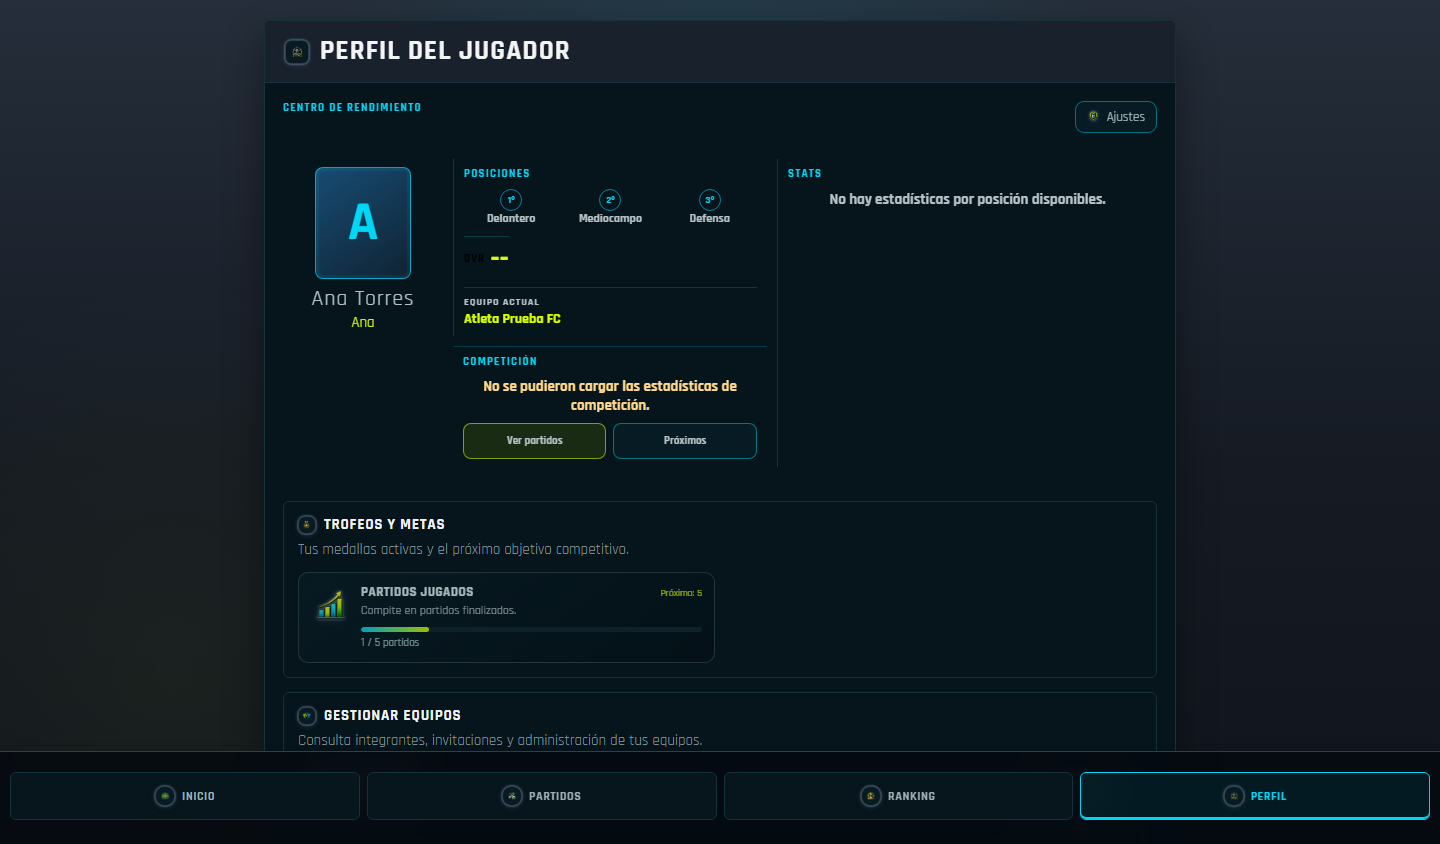 PERFIL DEL JUGADOR
CENTRO DE RENDIMIENTO
Ajustes
A
Ana Torres
Ana
POSICIONES
1º
2º
3º
Delantero
Mediocampo
Defensa
OVR --
EQUIPO ACTUAL
Atleta Prueba FC
COMPETICIÓN
No se pudieron cargar las estadísticas de
competición.
Ver partidos
Próximos
STATS
No hay estadísticas por posición disponibles.
TROFEOS Y METAS
Tus medallas activas y el próximo objetivo competitivo.
PARTIDOS JUGADOS
Próximo: 5
Compite en partidos finalizados.
1 / 5 partidos
GESTIONAR EQUIPOS
Consulta integrantes, invitaciones y administración de tus equipos.
INICIO
PARTIDOS
RANKING
PERFIL